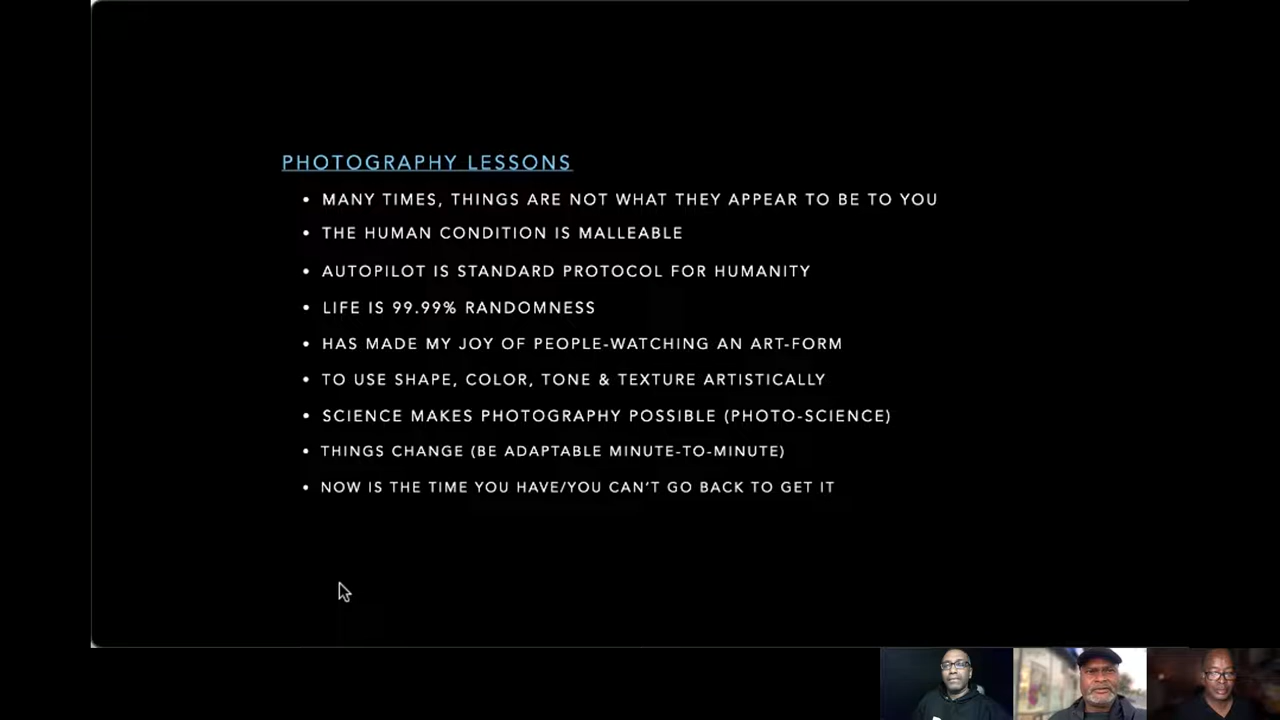 PHOTOGRAPHY LESSONS
• MANY TIMES, THINGS ARE NOT WHAT THEY APPEAR TO BE TO YOU
• THE HUMAN CONDITION IS MALLEABLE
• AUTOPILOT IS STANDARD PROTOCOL FOR HUMANITY
• LIFE IS 99.99% RANDOMNESS
• HAS MADE MY JOY OF PEOPLE-WATCHING AN ART-FORM
• TO USE SHAPE, COLOR, TONE & TEXTURE ARTISTICALLY
• SCIENCE MAKES PHOTOGRAPHY POSSIBLE (PHOTO-SCIENCE)
• THINGS CHANGE (BE ADAPTABLE MINUTE-TO-MINUTE)
• NOW IS THE TIME YOU HAVE/YOU CAN'T GO BACK TO GET IT